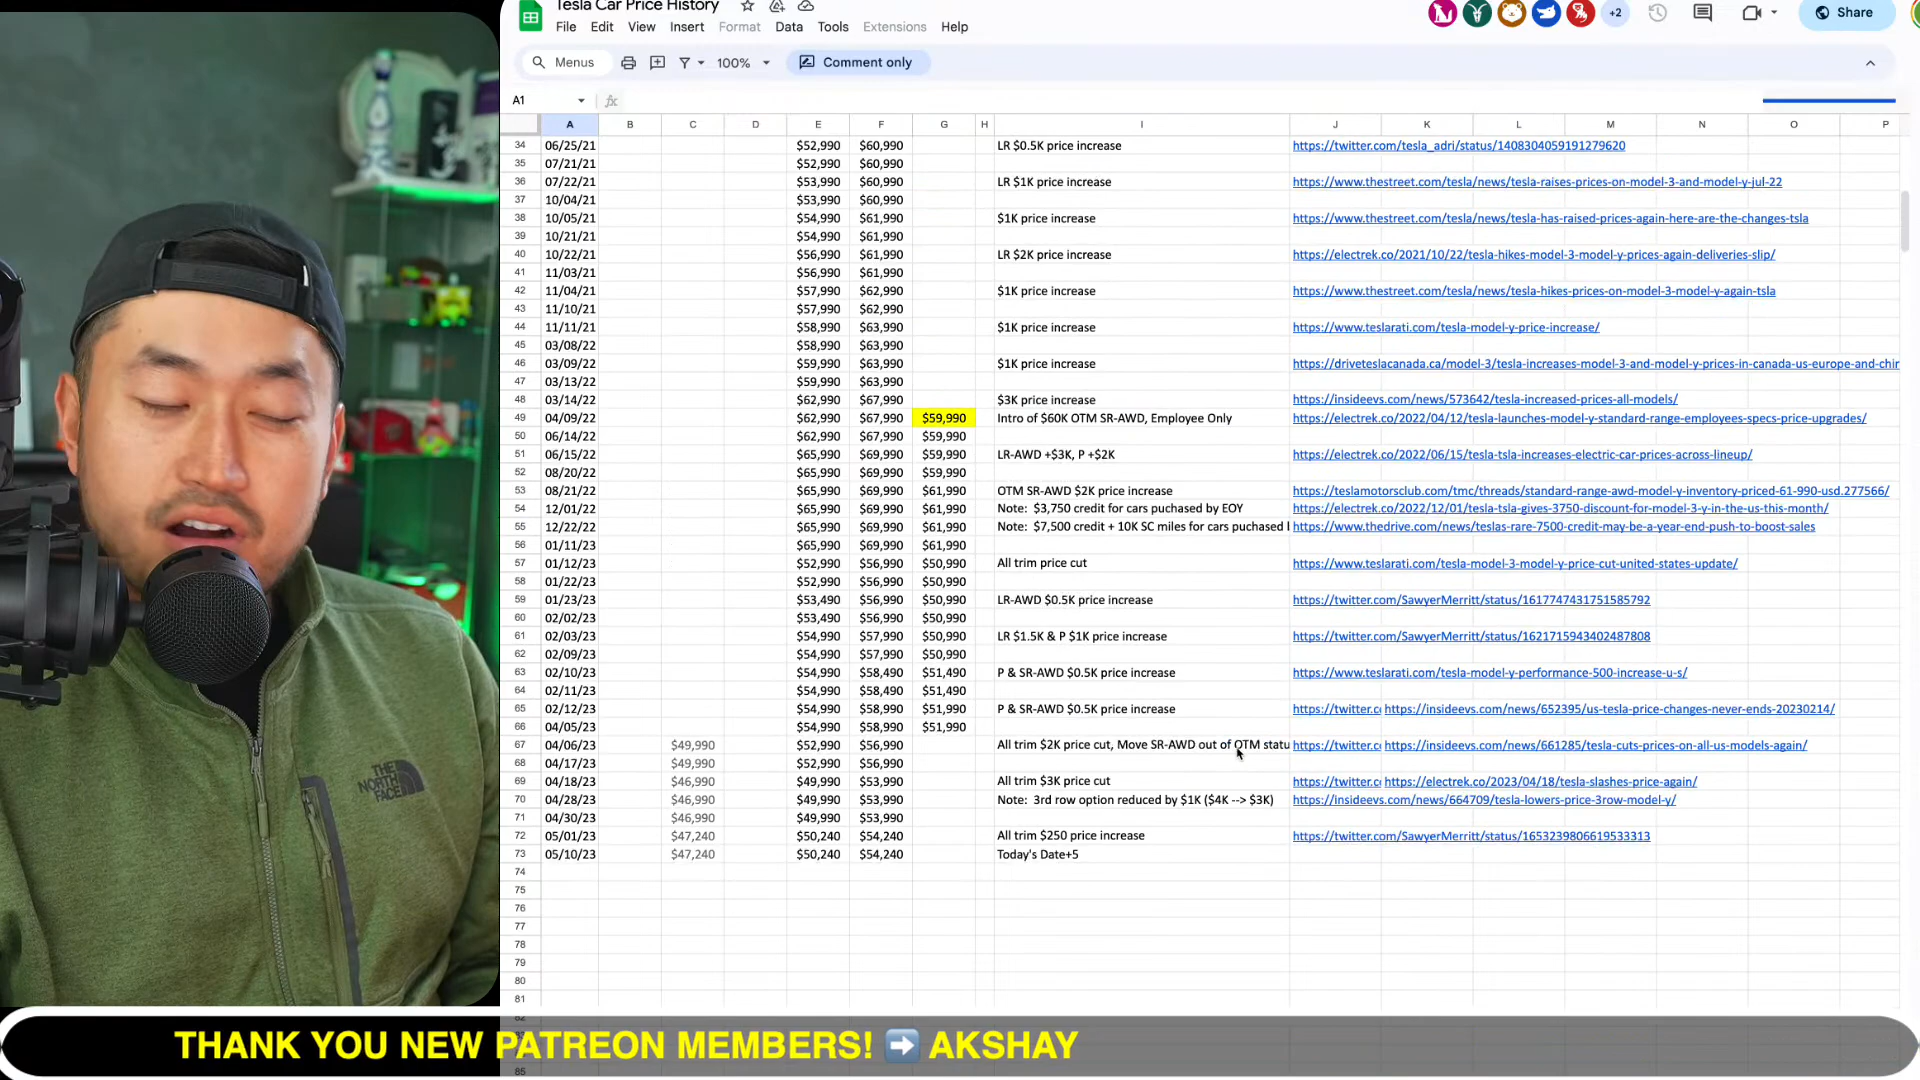 Tesla Car Price History
+2
Share
File Edit View Insert Format Data Tools Extensions Help
Menus 100% Comment only
A1 fx
A B C D E F G H I J K L M N O P
34 06/25/21 $52,990 $60,990 LR $0.5K price increase https://twitter.com/tesla_adri/status/1408304059191279620
35 07/21/21 $52,990 $60,990
36 07/22/21 $53,990 $60,990 LR $1K price increase https://www.thestreet.com/tesla/news/tesla-raises-prices-on-model-3-and-model-y-jul-22
37 10/04/21 $53,990 $60,990
38 10/05/21 $54,990 $61,990 $1K price increase https://www.thestreet.com/tesla/news/tesla-has-raised-prices-again-here-are-the-changes-tsla
39 10/21/21 $54,990 $61,990
40 10/22/21 $56,990 $61,990 LR $2K price increase https://electrek.co/2021/10/22/tesla-hikes-model-3-model-y-prices-again-deliveries-slip/
41 11/03/21 $56,990 $61,990
42 11/04/21 $57,990 $62,990 $1K price increase https://www.thestreet.com/tesla/news/tesla-hikes-prices-on-model-3-model-y-again-tsla
43 11/10/21 $57,990 $62,990
44 11/11/21 $58,990 $63,990 $1K price increase https://www.teslarati.com/tesla-model-y-price-increase/
45 03/08/22 $58,990 $63,990
46 03/09/22 $59,990 $63,990 $1K price increase https://driveteslacanada.ca/model-3/tesla-increases-model-3-and-model-y-prices-in-canada-us-europe-and-chin
47 03/13/22 $59,990 $63,990
48 03/14/22 $62,990 $67,990 $3K price increase https://insideevs.com/news/573642/tesla-increased-prices-all-models/
49 04/09/22 $62,990 $67,990 $59,990 Intro of $60K OTM SR-AWD, Employee Only https://electrek.co/2022/04/12/tesla-launches-model-y-standard-range-employees-specs-price-upgrades/
50 06/14/22 $62,990 $67,990 $59,990
51 06/15/22 $65,990 $69,990 $59,990 LR-AWD +$3K, P +$2K https://electrek.co/2022/06/15/tesla-tsla-increases-electric-car-prices-across-lineup/
52 08/20/22 $65,990 $69,990 $59,990
53 08/21/22 $65,990 $69,990 $61,990 OTM SR-AWD $2K price increase https://teslamotorsclub.com/tmc/threads/standard-range-awd-model-y-inventory-priced-61-990-usd.277566/
54 12/01/22 $65,990 $69,990 $61,990 Note: $3,750 credit for cars puchased by EOY https://electrek.co/2022/12/01/tesla-tsla-gives-3750-discount-for-model-3-y-in-the-us-this-month/
55 12/22/22 $65,990 $69,990 $61,990 Note: $7,500 credit + 10K SC miles for cars puchased https://www.thedrive.com/news/teslas-rare-7500-credit-may-be-a-year-end-push-to-boost-sales
56 01/11/23 $65,990 $69,990 $61,990
57 01/12/23 $52,990 $56,990 $50,990 All trim price cut https://www.teslarati.com/tesla-model-3-model-y-price-cut-united-states-update/
58 01/22/23 $52,990 $56,990 $50,990
59 01/23/23 $53,490 $56,990 $50,990 LR-AWD $0.5K price increase https://twitter.com/SawyerMerritt/status/1617747431751585792
60 02/02/23 $53,490 $56,990 $50,990
61 02/03/23 $54,990 $57,990 $50,990 LR $1.5K & P $1K price increase https://twitter.com/SawyerMerritt/status/1621715943402487808
62 02/09/23 $54,990 $57,990 $50,990
63 02/10/23 $54,990 $58,490 $51,490 P & SR-AWD $0.5K price increase https://www.teslarati.com/tesla-model-y-performance-500-increase-u-s/
64 02/11/23 $54,990 $58,490 $51,490
65 02/12/23 $54,990 $58,990 $51,990 P & SR-AWD $0.5K price increase https://twitter.co https://insideevs.com/news/652395/us-tesla-price-changes-never-ends-20230214/
66 04/05/23 $54,990 $58,990 $51,990
67 04/06/23 $49,990 $52,990 $56,990 All trim $2K price cut, Move SR-AWD out of OTM statu https://twitter.co https://insideevs.com/news/661285/tesla-cuts-prices-on-all-us-models-again/
68 04/17/23 $49,990 $52,990 $56,990
69 04/18/23 $46,990 $49,990 $53,990 All trim $3K price cut https://twitter.co https://electrek.co/2023/04/18/tesla-slashes-price-again/
70 04/28/23 $46,990 $49,990 $53,990 Note: 3rd row option reduced by $1K ($4K --> $3K) https://insideevs.com/news/664709/tesla-lowers-price-3row-model-y/
71 04/30/23 $46,990 $49,990 $53,990
72 05/01/23 $47,240 $50,240 $54,240 All trim $250 price increase https://twitter.com/SawyerMerritt/status/1653239806619533313
73 05/10/23 $47,240 $50,240 $54,240 Today's Date+5
74
75
76
77
78
79
80
81
85
THE NORTH FACE
THANK YOU NEW PATREON MEMBERS! ➡️ AKSHAY